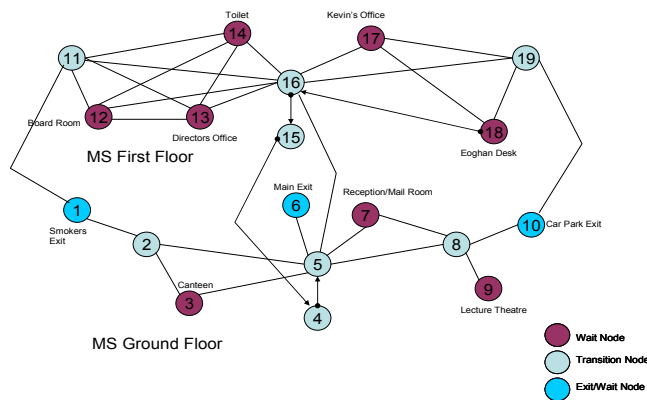 Toilet
Kevin's Office
14
17
11
19
16
12
13
18
Board Room
Directors Office
15
Eoghan Desk
MS First Floor
Main Exit
Reception/Mail Room
6
1
7
10
Car Park Exit
Smokers
Exit
2
8
5
Canteen
3
9
4
Lecture Theatre
MS Ground Floor
Wait Node
Transition Node
Exit/Wait Node